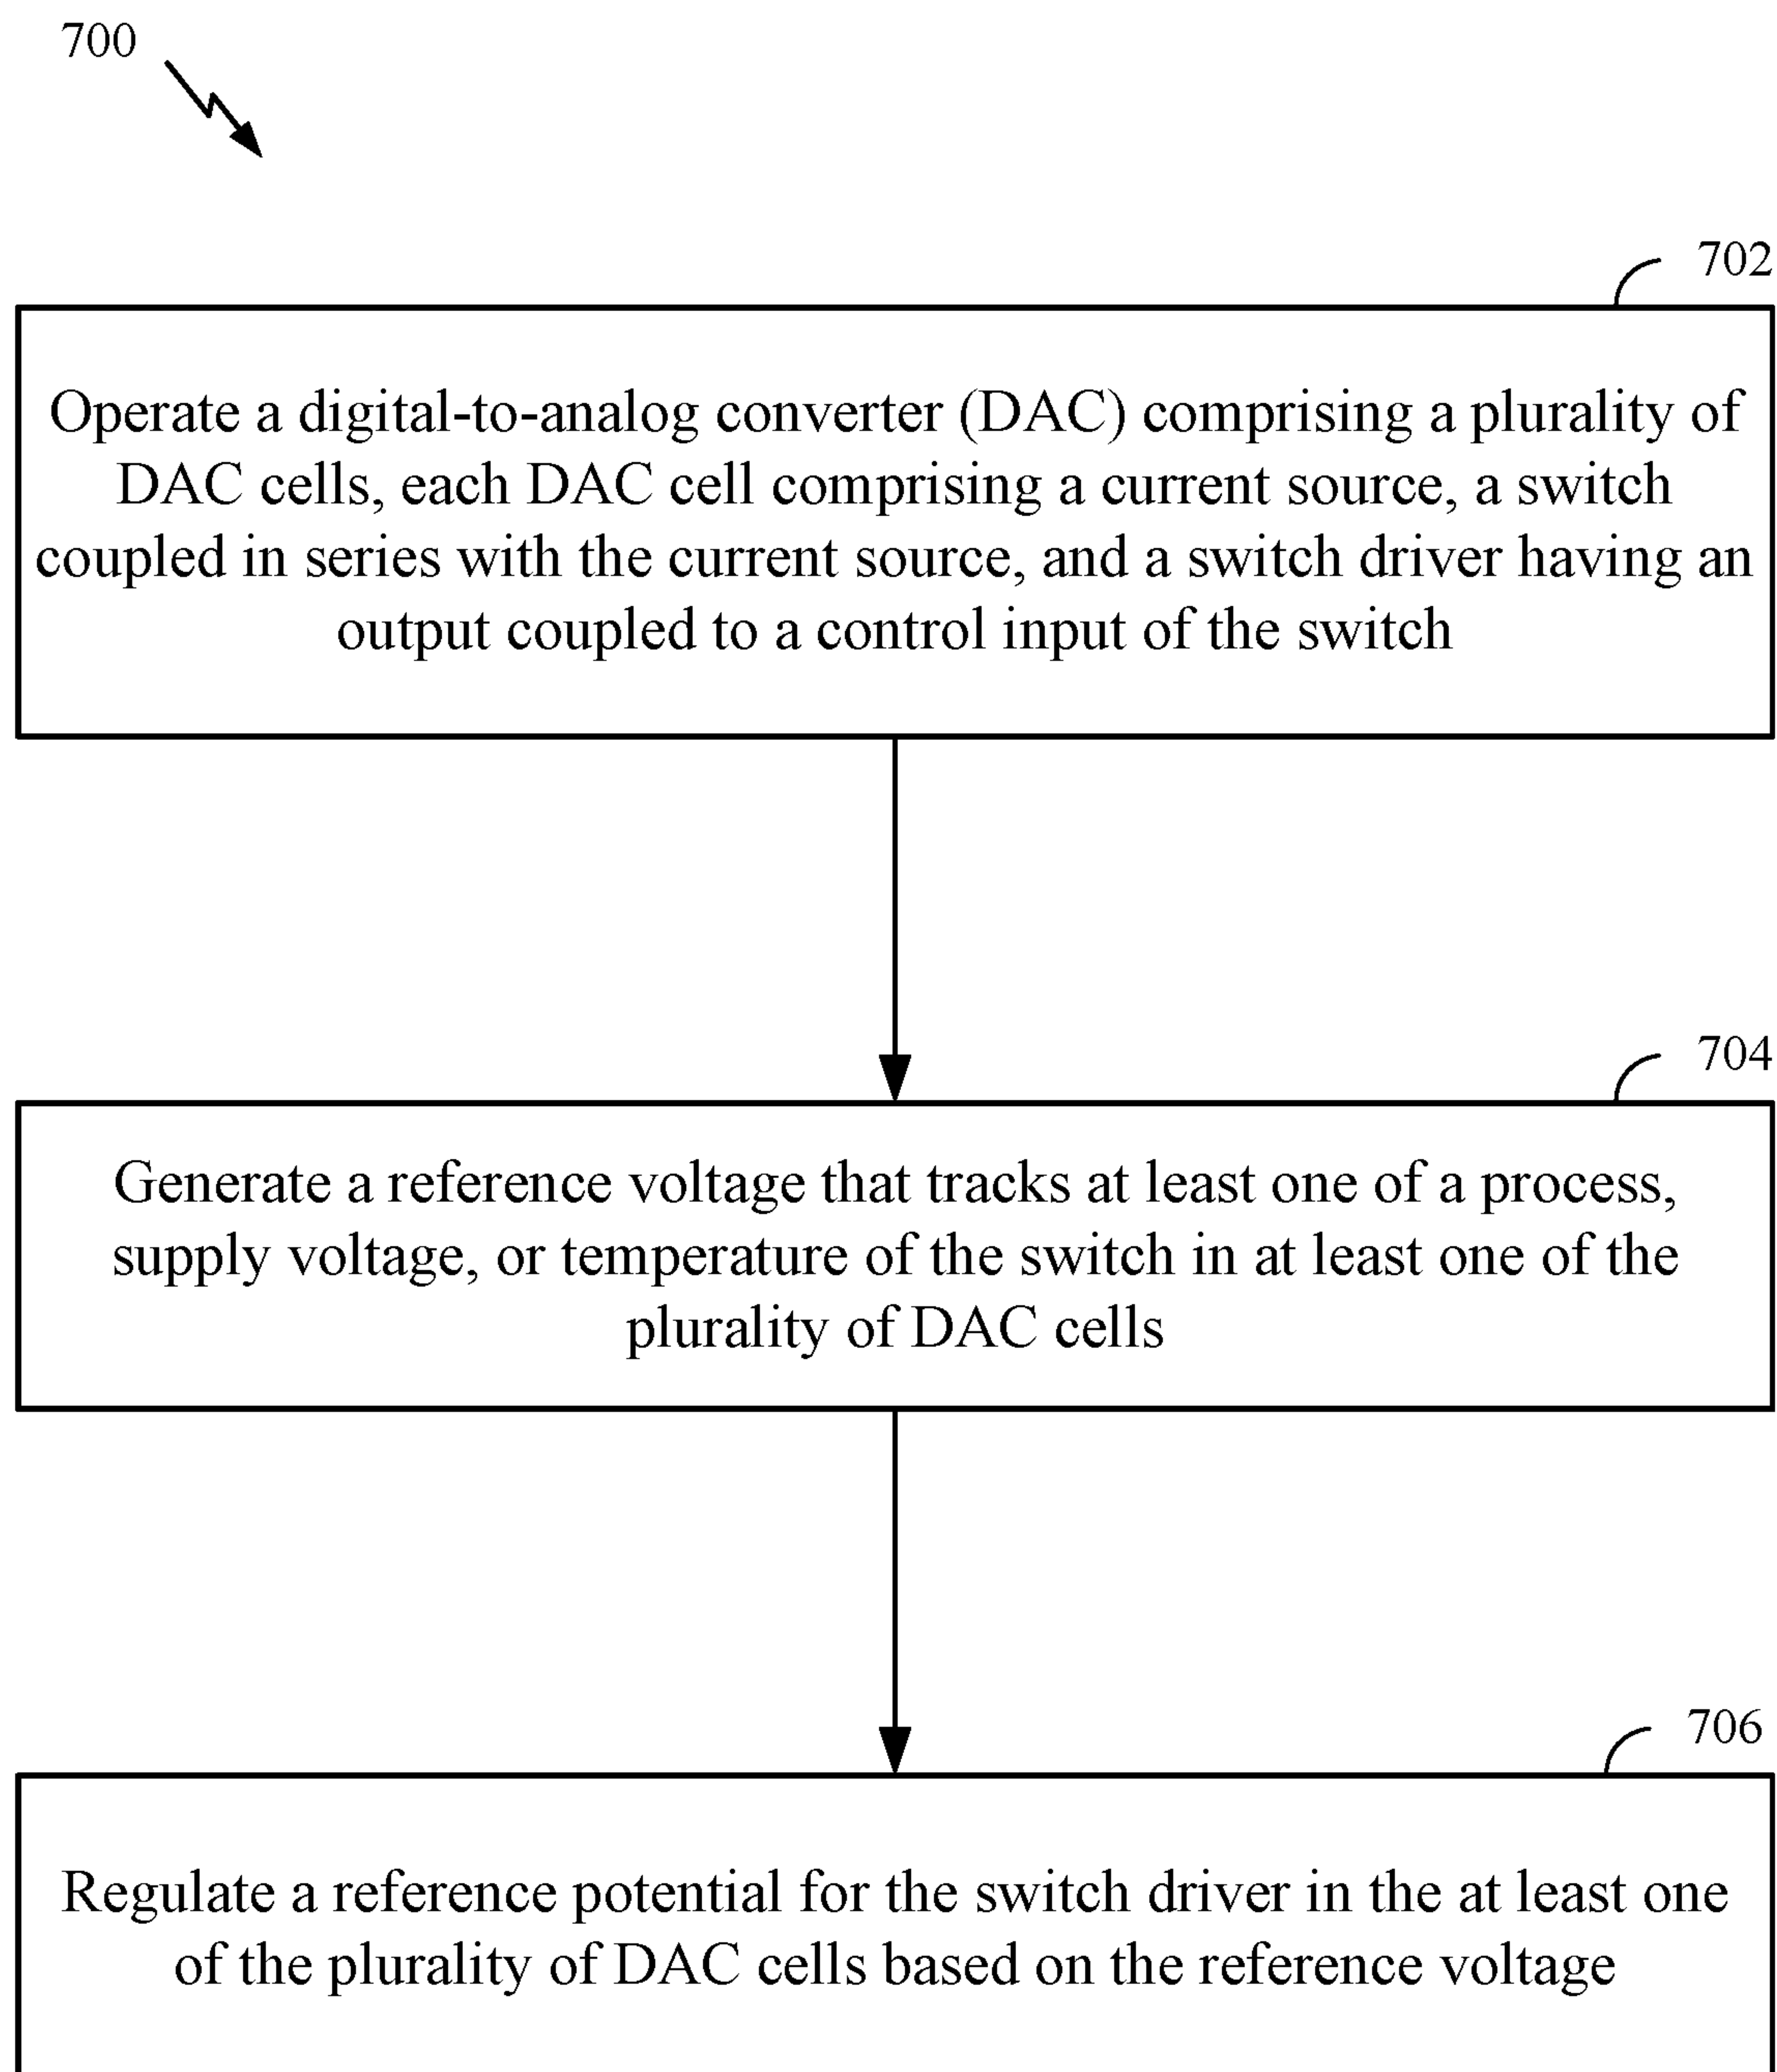 700
702
Operate a digital-to-analog converter (DAC) comprising a plurality of
DAC cells, each DAC cell comprising a current source, a switch
coupled in series with the current source, and a switch driver having an
output coupled to a control input of the switch
704
Generate a reference voltage that tracks at least one of a process,
supply voltage, or temperature of the switch in at least one of the
plurality of DAC cells
706
Regulate a reference potential for the switch driver in the at least one
of the plurality of DAC cells based on the reference voltage